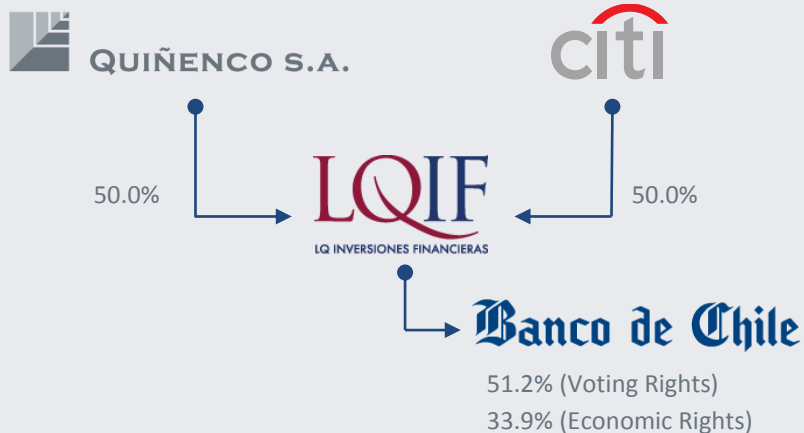 QUIÑENCO S.A.
citi
50.0%
50.0%
LQIF
LQ INVERSIONES FINANCIERAS
Banco de Chile
51.2% (Voting Rights)
33.9% (Economic Rights)